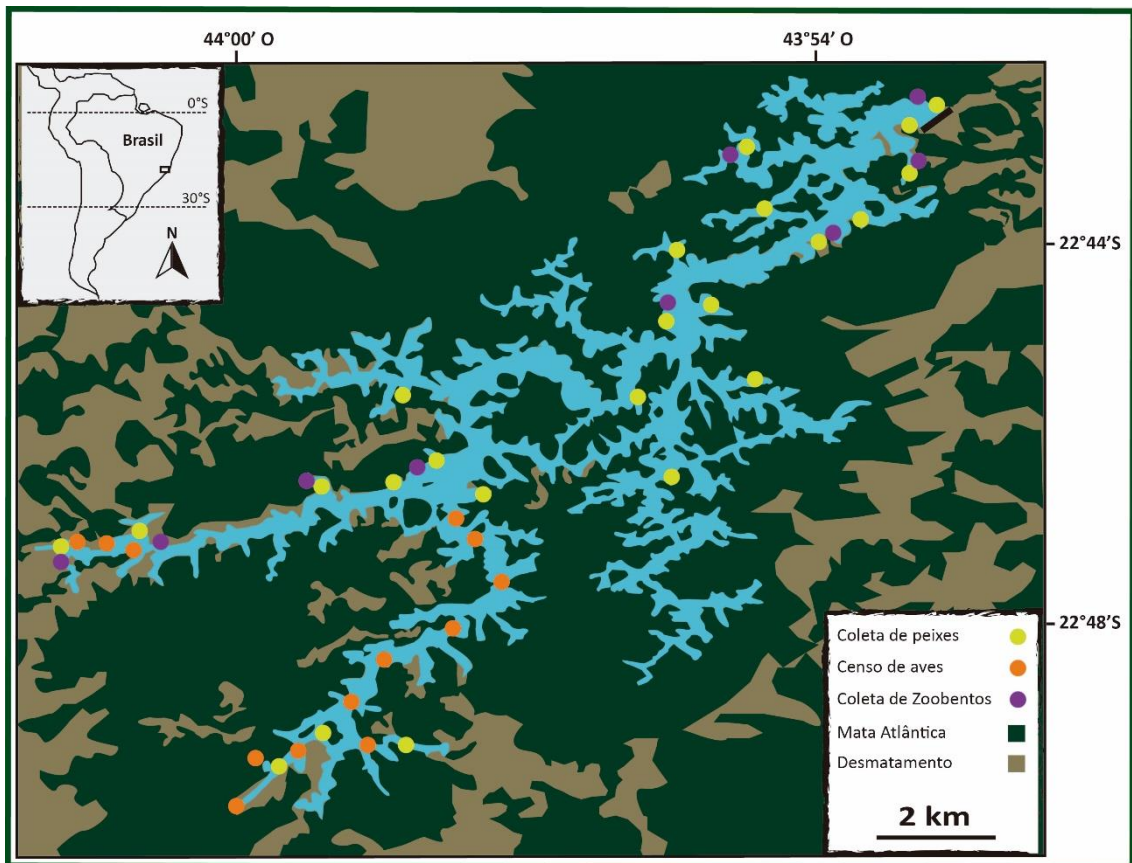 44°00' O
43°54' O
0°S
Brasil
30°S
N
22°44'S
22°48'S
Coleta de peixes
Censo de aves
Coleta de Zoobentos
Mata Atlântica
Desmatamento
2 km